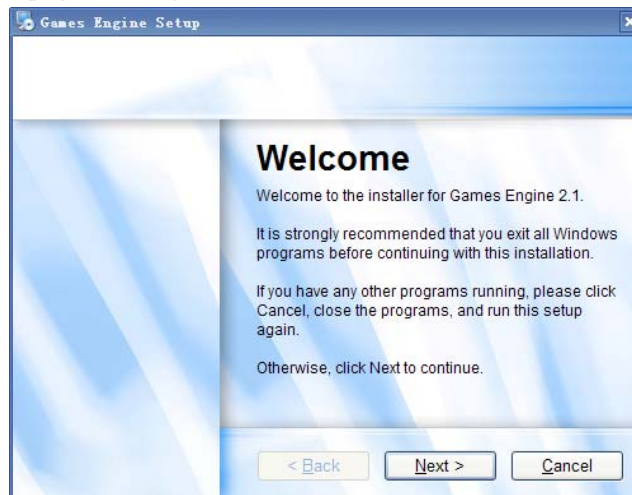 Games Engine Setup
Welcome
Welcome to the installer for Games Engine 2.1.
It is strongly recommended that you exit all Windows
programs before continuing with this installation.
If you have any other programs running, please click
Cancel, close the programs, and run this setup
again.
Otherwise, click Next to continue.
< Back Next > Cancel